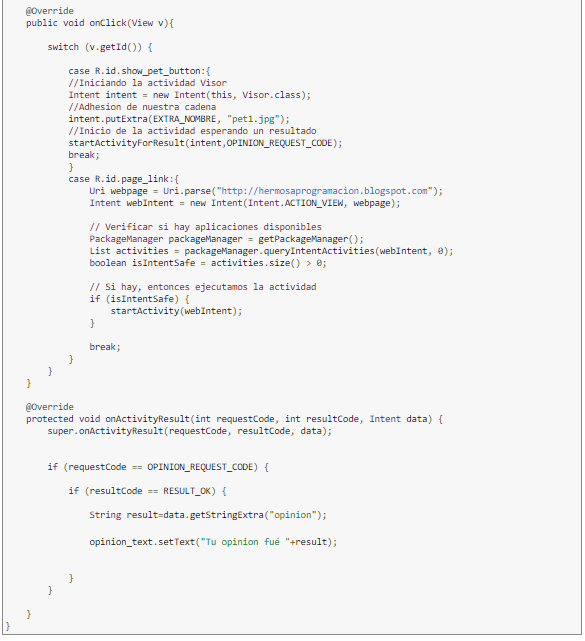 @Override
public void onClick(View v){
switch (v.getId()) {
case R.id.show_pet_button:{
//Iniciando la actividad Visor
Intent intent = new Intent(this, Visor.class);
//Adhesion de nuestra cadena
intent.putExtra(EXTRA_NOMBRE, "pet1.jpg");
//Inicio de la actividad esperando un resultado
startActivityForResult(intent,OPINION_REQUEST_CODE);
break;
}
case R.id.page_link:{
Uri webpage = Uri.parse("http://hermosaprogramacion.blogspot.com");
Intent webIntent = new Intent(Intent.ACTION_VIEW, webpage);
// Verificar si hay aplicaciones disponibles
PackageManager packageManager = getPackageManager();
List activities = packageManager.queryIntentActivities(webIntent, 0);
boolean isIntentSafe = activities.size() > 0;
// Si hay, entonces ejecutamos la actividad
if (isIntentSafe) {
startActivity(webIntent);
}
break;
}
}
}
@Override
protected void onActivityResult(int requestCode, int resultCode, Intent data) {
super.onActivityResult(requestCode, resultCode, data);
if (requestCode == OPINION_REQUEST_CODE) {
if (resultCode == RESULT_OK) {
String result=data.getStringExtra("opinion");
opinion_text.setText("Tu opinion fué "+result);
}
}
}
}